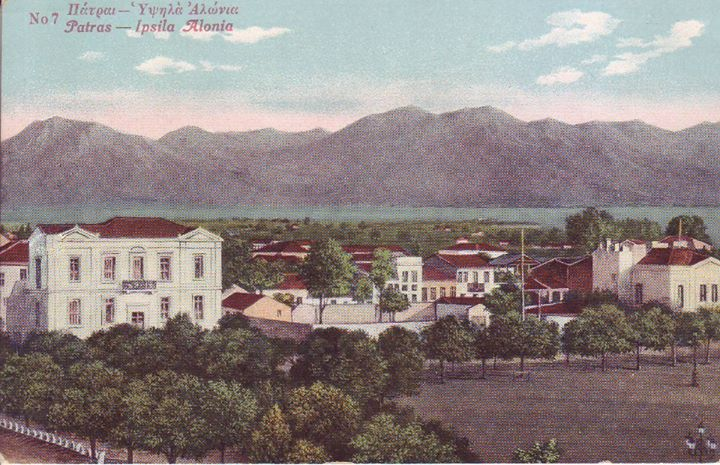 No 7
Πάτραι — Ὑψηλὰ Ἁλώνια
Patras — Ipsila Alonia